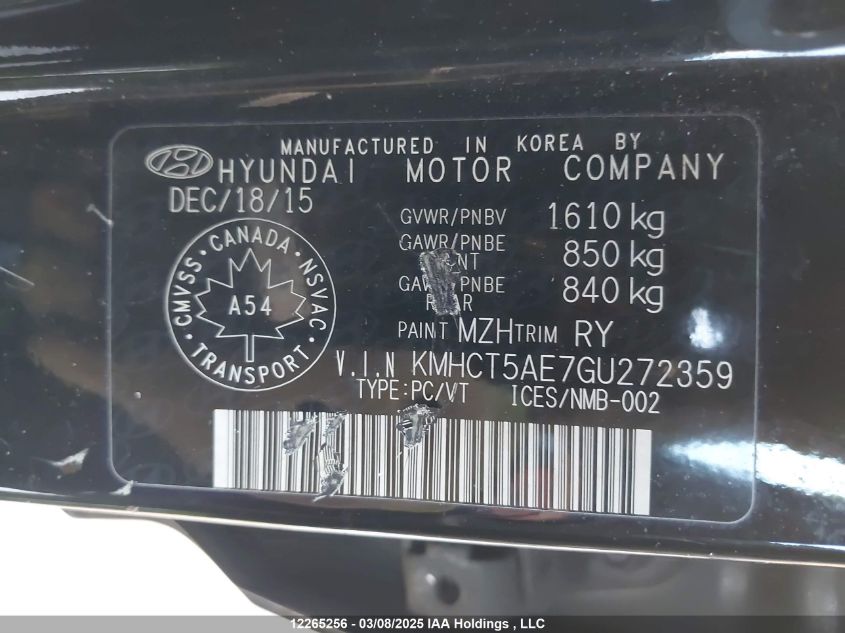 MANUFACTURED IN KOREA BY
HYUNDAI MOTOR COMPANY
DEC/18/15
GVWR/PNBV 1610 kg
GAWR/PNBE 850 kg
GAWR/PNBE 840 kg
PAINT MZH TRIM RY
CANADA
CMVSS NSVAC
A54
TRANSPORT
V.I.N KMHCT5AE7GU272359
TYPE:PC/VT ICES/NMB-002
12265256 - 03/08/2025 IAA Holdings , LLC